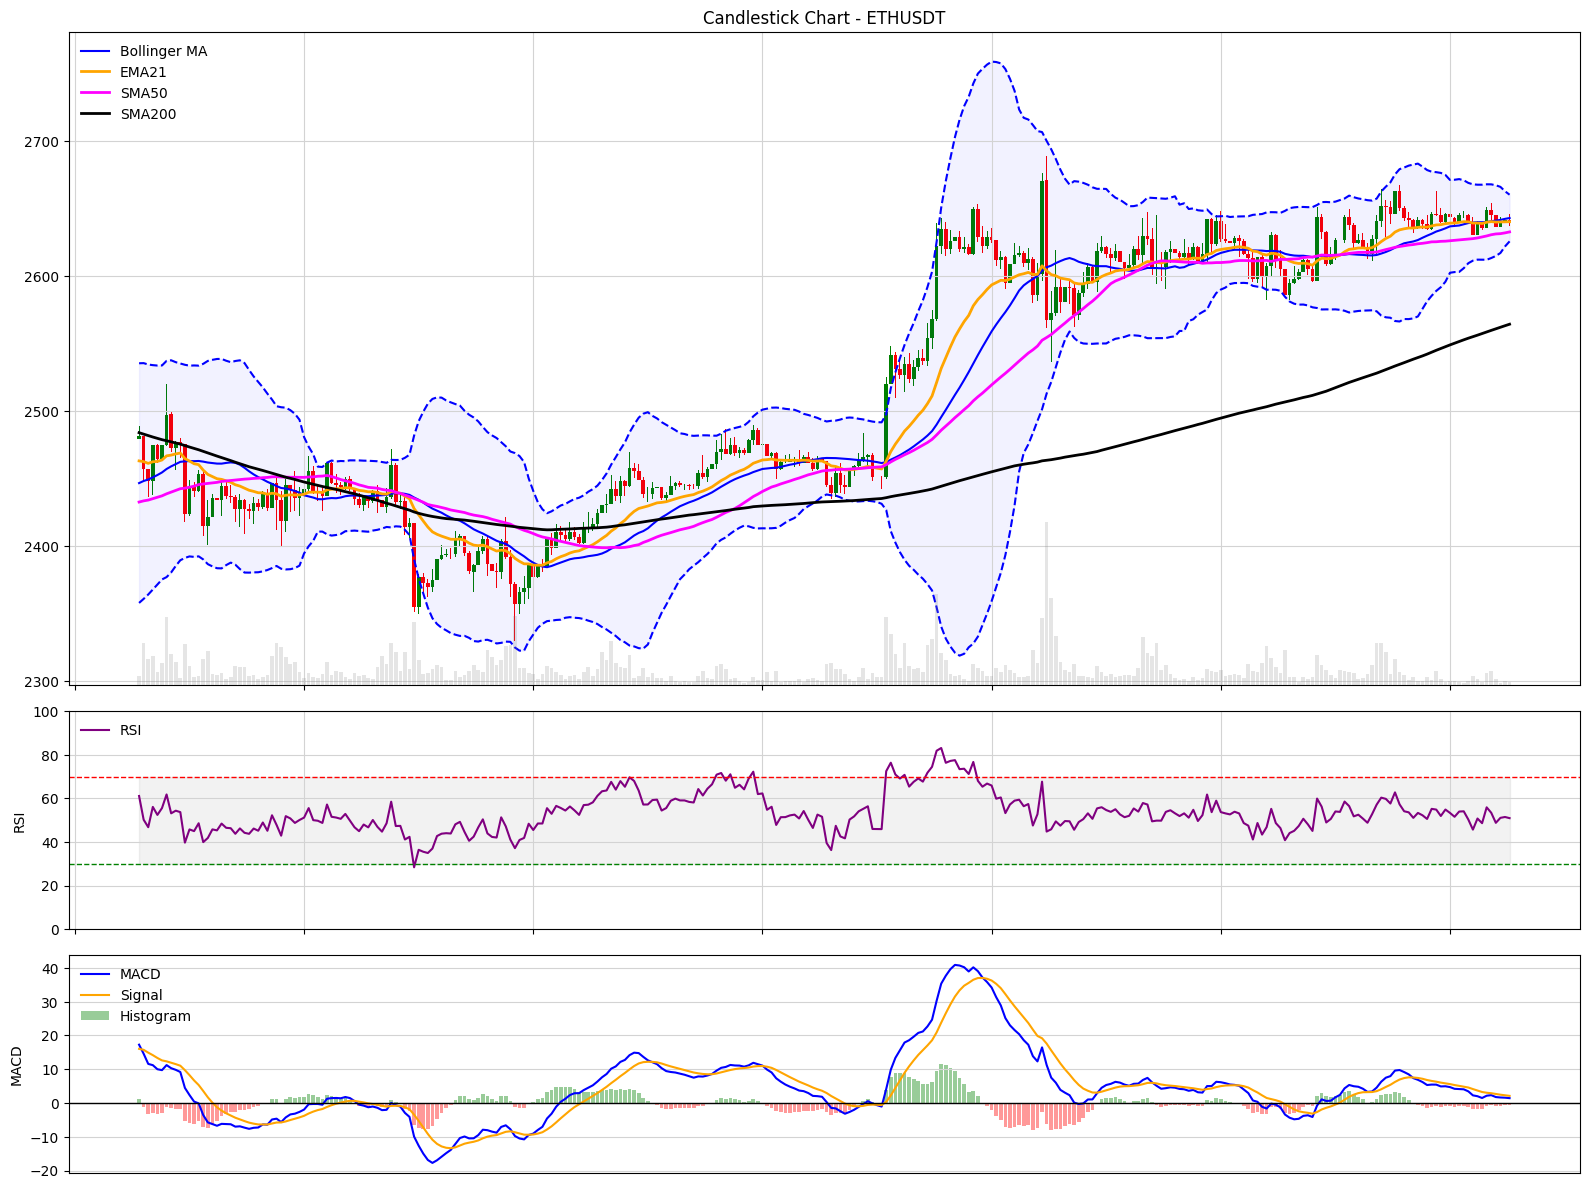 Candlestick Chart - ETHUSDT
Bollinger MA
EMA21
SMA50
SMA200
2700
2600
2500
2400
2300
100
80
60
40
20
0
RSI
RSI
40
30
20
10
0
−10
−20
MACD
MACD
Signal
Histogram